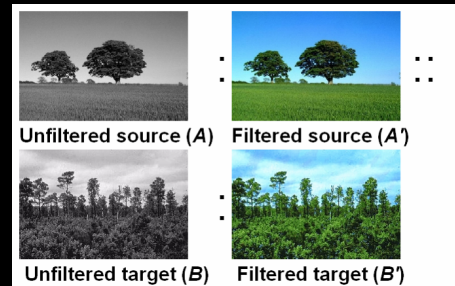 : ::
Unfiltered source (A) Filtered source (A')
:
Unfiltered target (B) Filtered target (B')